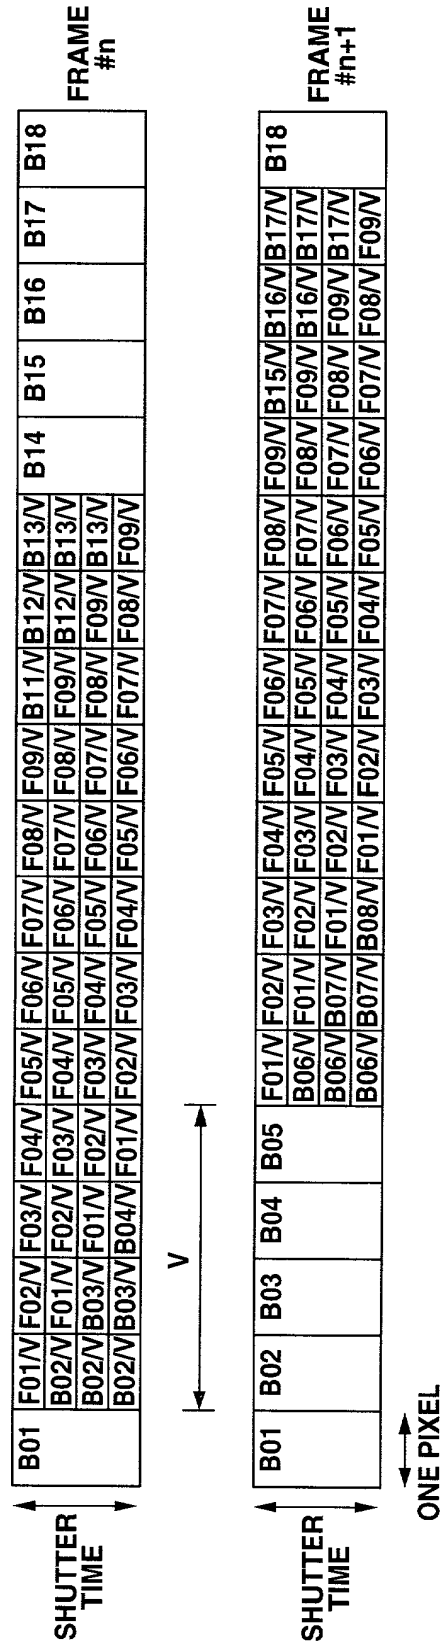 B01 F01/V F02/V F03/V F04/V F05/V F06/V F07/V F08/V F09/V B11/V B12/V B13/V B14 B15 B16 B17 B18
B02/V F01/V F02/V F03/V F04/V F05/V F06/V F07/V F08/V F09/V B12/V B13/V
B02/V B03/V F01/V F02/V F03/V F04/V F05/V F06/V F07/V F08/V F09/V B13/V
B02/V B03/V B04/V F01/V F02/V F03/V F04/V F05/V F06/V F07/V F08/V F09/V
SHUTTER
TIME
FRAME
#n
V
B01 B02 B03 B04 B05 F01/V F02/V F03/V F04/V F05/V F06/V F07/V F08/V F09/V B15/V B16/V B17/V B18
B06/V F01/V F02/V F03/V F04/V F05/V F06/V F07/V F08/V F09/V B16/V B17/V
B06/V B07/V F01/V F02/V F03/V F04/V F05/V F06/V F07/V F08/V F09/V B17/V
B06/V B07/V B08/V F01/V F02/V F03/V F04/V F05/V F06/V F07/V F08/V F09/V
SHUTTER
TIME
FRAME
#n+1
ONE PIXEL